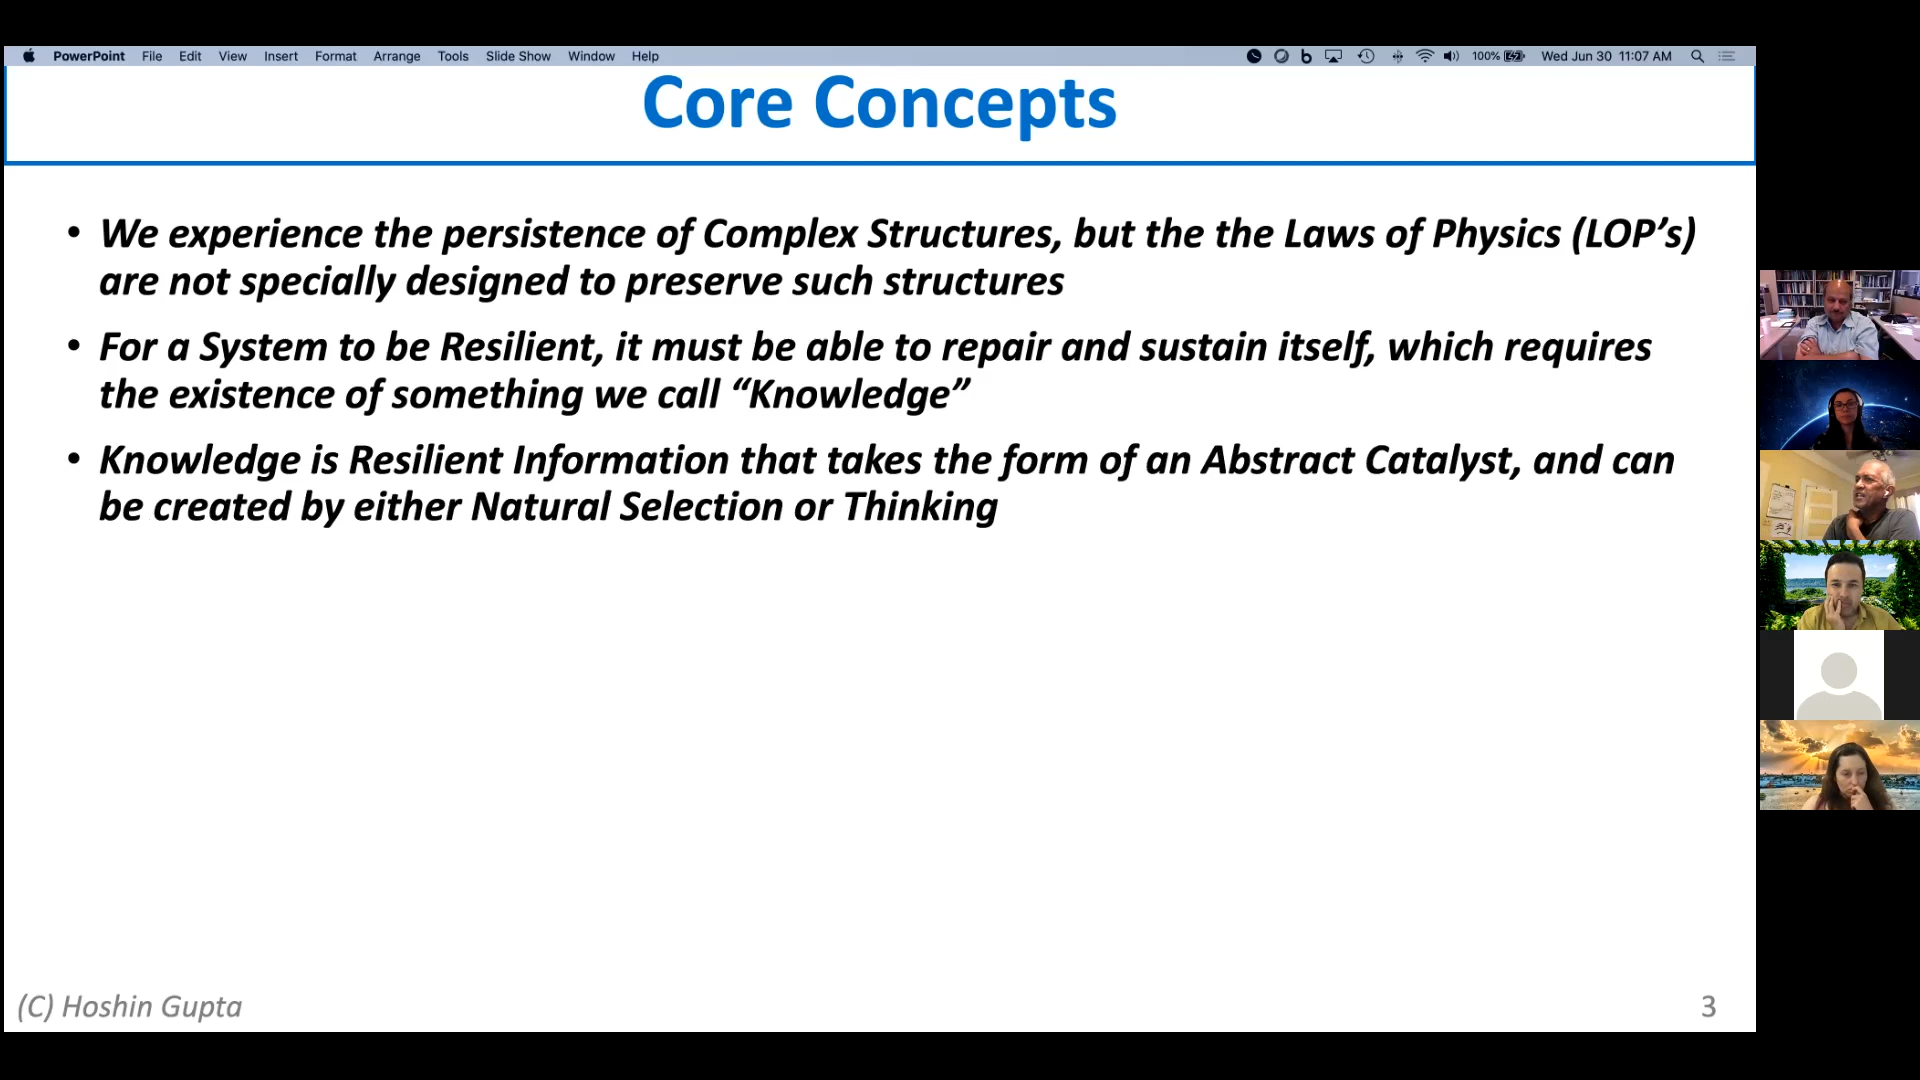 PowerPoint File Edit View Insert Format Arrange Tools Slide Show Window Help 100% Wed Jun 30 11:07 AM
Core Concepts
• We experience the persistence of Complex Structures, but the the Laws of Physics (LOP's)
are not specially designed to preserve such structures
• For a System to be Resilient, it must be able to repair and sustain itself, which requires
the existence of something we call “Knowledge”
• Knowledge is Resilient Information that takes the form of an Abstract Catalyst, and can
be created by either Natural Selection or Thinking
(C) Hoshin Gupta
3